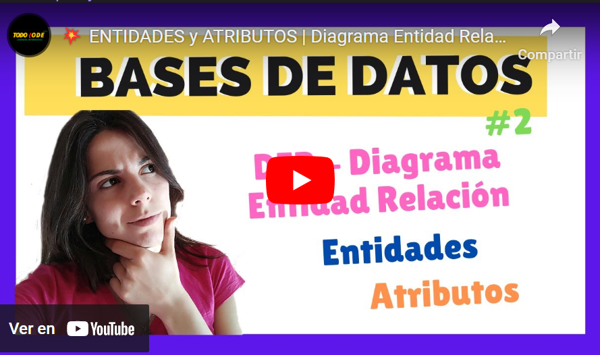 TODO CODE
ENTIDADES y ATRIBUTOS | Diagrama Entidad Rela...
Compartir
BASES DE DATOS
#2
DER - Diagrama
Entidad Relación
Entidades
Atributos
Ver en YouTube